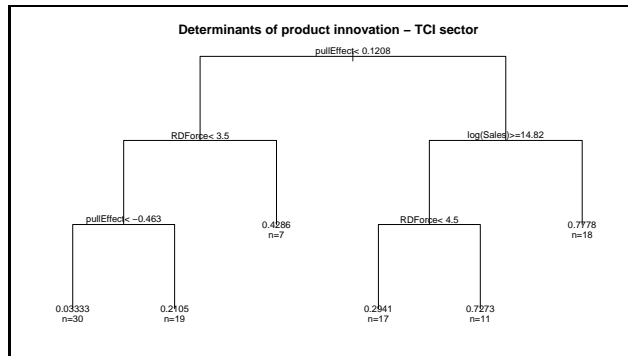 Determinants of product innovation – TCI sector
pullEffect< 0.1208
RDForce< 3.5
log(Sales)>=14.82
pullEffect< −0.463
0.4286
n=7
RDForce< 4.5
0.7778
n=18
0.03333
n=30
0.2105
n=19
0.2941
n=17
0.7273
n=11